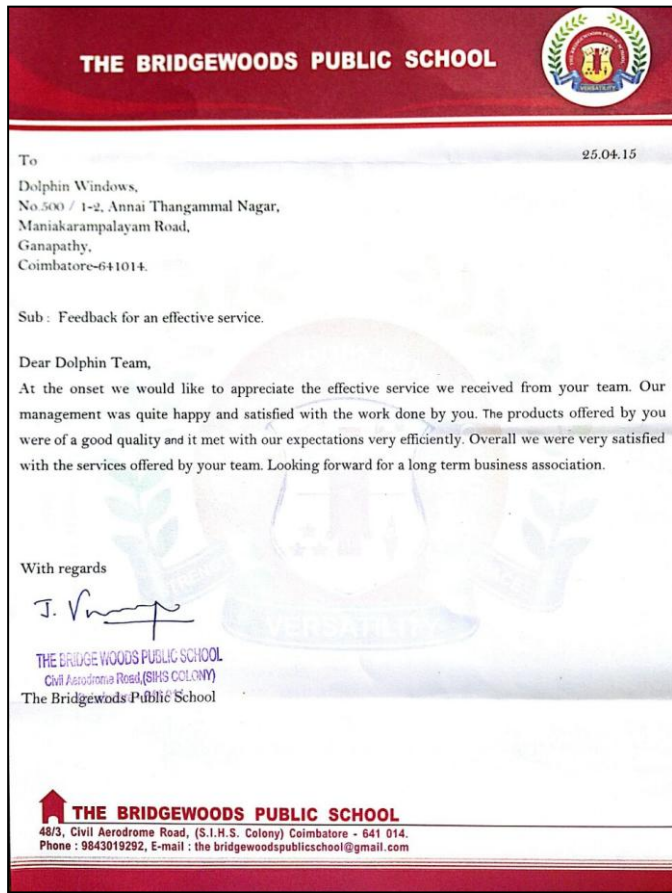 THE BRIDGEWOODS PUBLIC SCHOOL
VERSATILITY
25.04.15
To
Dolphin Windows,
No.500 / 1-2, Annai Thangammal Nagar,
Maniakarampalayam Road,
Ganapathy,
Coimbatore-641014.
Sub : Feedback for an effective service.
Dear Dolphin Team,
At the onset we would like to appreciate the effective service we received from your team. Our
management was quite happy and satisfied with the work done by you. The products offered by you
were of a good quality and it met with our expectations very efficiently. Overall we were very satisfied
with the services offered by your team. Looking forward for a long term business association.
VERSATILITY
With regards
THE BRIDGE WOODS PUBLIC SCHOOL
Civil Aerodrome Road,(SIHS COLONY)
The Bridgewods Public School
THE BRIDGEWOODS PUBLIC SCHOOL
48/3, Civil Aerodrome Road, (S.I.H.S. Colony) Coimbatore - 641 014.
Phone : 9843019292, E-mail : the bridgewoodspublicschool@gmail.com